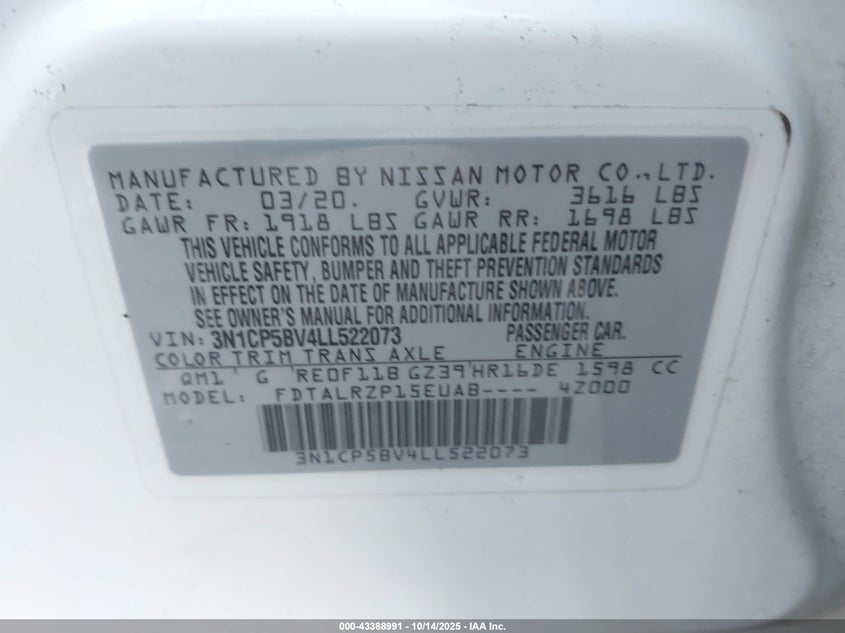 MANUFACTURED BY NISSAN MOTOR CO., LTD.
DATE: 03/20. GVWR: 3616 LBS
GAWR FR: 1918 LBS GAWR RR: 1698 LBS
THIS VEHICLE CONFORMS TO ALL APPLICABLE FEDERAL MOTOR
VEHICLE SAFETY, BUMPER AND THEFT PREVENTION STANDARDS
IN EFFECT ON THE DATE OF MANUFACTURE SHOWN ABOVE.
SEE OWNER'S MANUAL FOR ADDITIONAL INFORMATION.
VIN: 3N1CP5BV4LL522073 PASSENGER CAR.
COLOR TRIM TRANS AXLE ENGINE
QM1 ' G 'RE0F11B GZ39'HR16DE 1598 CC
MODEL: FDTALRZP15EUAB---- 4Z000
3N1CP5BV4LL522073
000-43388991 - 10/14/2025 - IAA Inc.